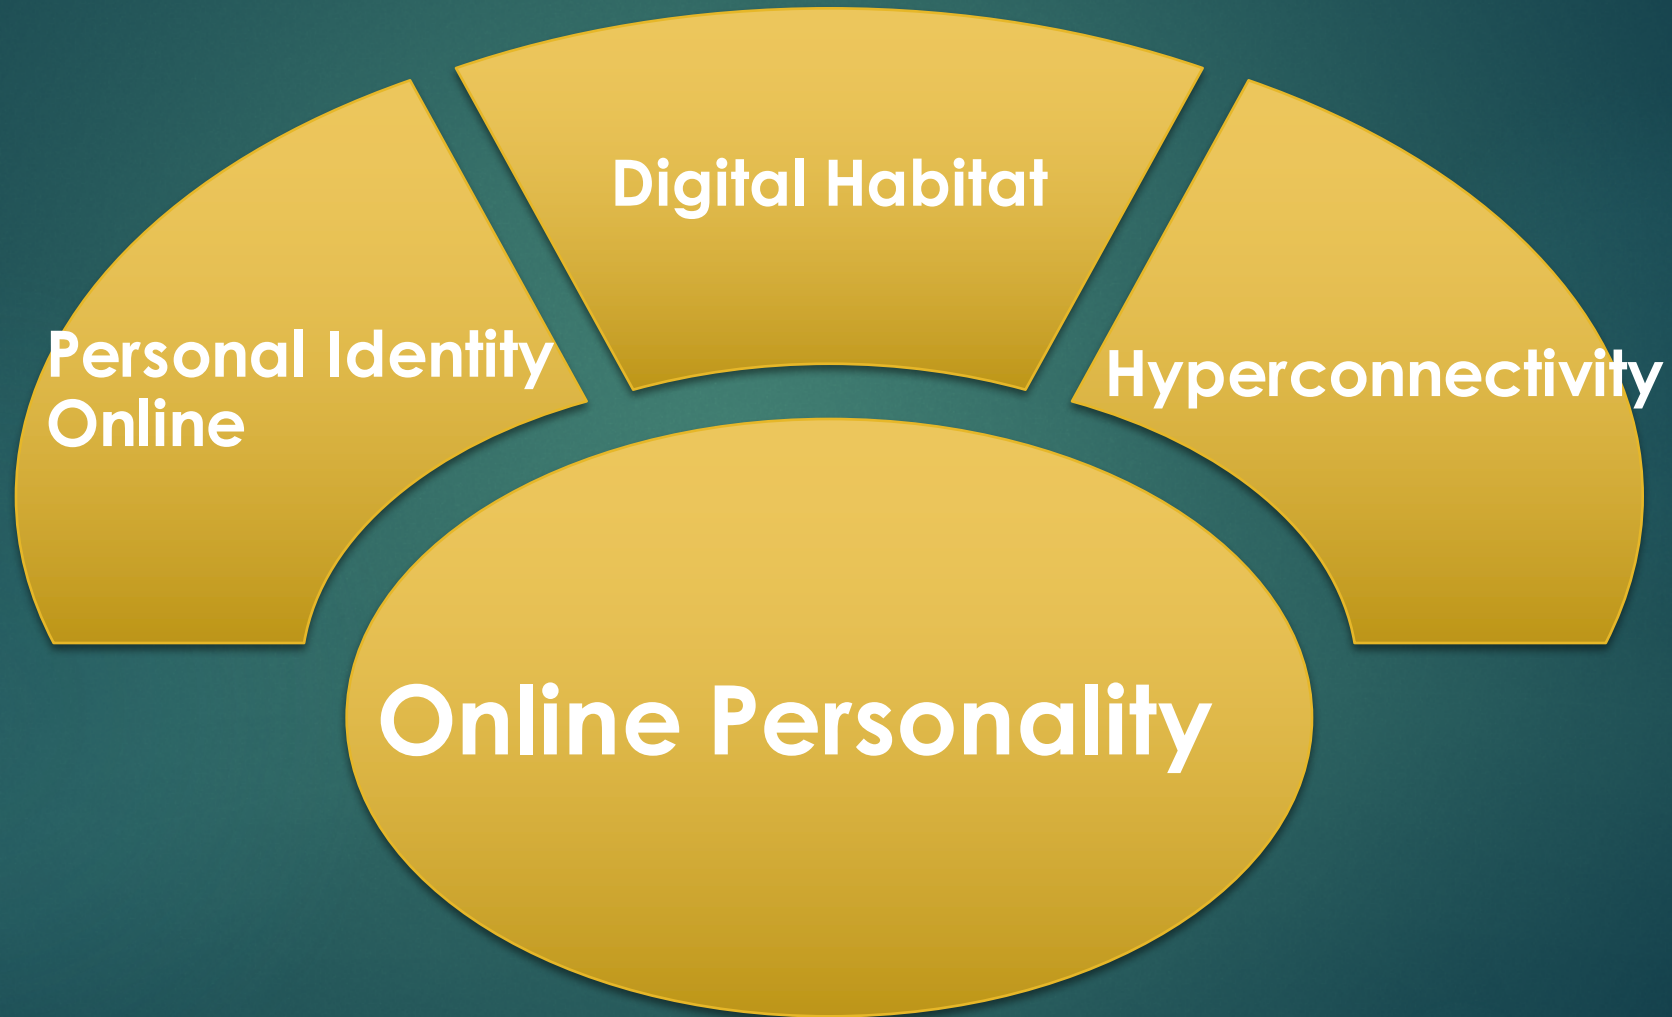 Digital Habitat
Personal Identity
Online
Hyperconnectivity
Online Personality